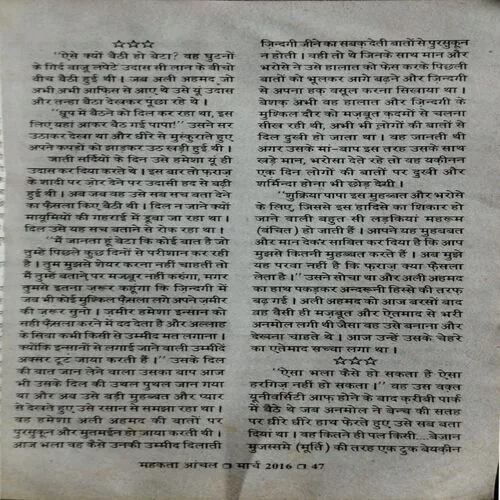 ☆☆☆
"ऐसे क्यों बैठी हो बेटा? वह घुटनों
के गिर्द बाज़ू लपेटे उदास सी लान के बीचो
बीच बैठी हुई थी। जब अली अहमद जो
अभी अभी आफिस से आए थे उसे यूं उदास
और तन्हा बैठा देखकर पूंछा रहे थे।
"धूप में बैठने को दिल कर रहा था, इस
लिए यहां आकर बैठ गई पापा!" उसने सर
उठाकर देखा था और धीरे से मुस्कुराते हुए
अपने कपड़ों को झाड़कर उठ खड़ी हुई थी।
जाती सर्दियों के दिन उसे हमेशा यूं ही
उदास कर दिया करते थे। इस बार तो फ़राज़
के शादी पर ज़ोर देने पर उदासी हद से बढ़ी
हुई थी। अब जब वह उसे सब सच बता देने
का फ़ैसला किए बैठी थी। दिल न जाने क्यों
मायूसियों की गहराई में डूबा जा रहा था।
दिल उसे यह सच बताने से रोक रहा था।
"मैं जानता हूं बेटा कि कोई बात है जो
तुम्हें पिछले कुछ दिनों से परीशान कर रही
है। तुम मुझसे शेयर करना नहीं चाहती तो
मैं तुम्हें बताने पर मजबूर नहीं करूंगा, मगर
तुमसे इतना ज़रूर कहूंगा कि ज़िन्दगी में
जब भी कोई मुश्किल फ़ैसला लगे अपने ज़मीर
की ज़रूर सुनो। ज़मीर हमेशा इन्सान को
सही फ़ैसला करने में मदद देता है और अल्लाह
के सिवा कभी किसी से उम्मीद मत लगाना।
क्योंकि इन्सानों से लगाई जाने वाली उम्मीदें
अक्सर टूट जाया करती हैं।" उसके दिल
की बात जान लेने वाला उसका बाप आज
भी उसके दिल की उथल पुथल जान गया
था और अब उसे बड़ी मुहब्बत और प्यार
से देखते हुए उसे रसान से समझा रहा था।
वह हमेशा अली अहमद की बातों पर
पुरसुकून और मुतमईन हो जाया करती थी।
आज भला वह कैसे उनकी उम्मीद दिलाती
ज़िन्दगी जीने का सबक़ देती बातों से पुरसुकून
न होती। वही तो थे जिनके साथ मान और
भरोसे ने उसे हालात को फ़ेस करके पिछली
बातों को भूलकर आगे बढ़ने और ज़िन्दगी
से अपना हक़ वसूल करना सिखाया था।
बेशक अभी वह हालात और ज़िन्दगी के
मुश्किल दौर को मज़बूत कदमों से चलना
सीख रही थी, अभी भी लोगों की बातों से
दिल दुखी हो जाता था। वह जानती थी
अगर उसके मां-बाप इस तरह उसके साथ
खड़े मान, भरोसा देते रहे तो वह यकीनन
एक दिन लोगों की बातों पर दुखी और
शर्मिन्दा होना भी छोड़ देगी।
"शुक्रिया पापा इस मुहब्बत और भरोसे
के लिए, जिससे इस हादिसे का शिकार हो
जाने वाली बहुत सी लड़कियां महरूम
(वंचित) हो जाती हैं। आपने यह मुहब्बत
और मान देकर साबित कर दिया है कि आप
मुझसे कितनी मुहब्बत करते हैं। अब मुझे
यह परवा नहीं है कि फ़राज़ क्या फ़ैसता
लेता है।" उसने सोचा था और अली अहमद
का हाथ पकड़कर अन्दरूनी हिस्से की तरफ़
बढ़ गई। अली अहमद को आज बरसों बाद
वह वैसी ही मज़बूत और ऐतमाद से भरी
अनमोल लगी थी जैसा वह उसे बनाना और
देखना चाहते थे। आज उन्हें उसके चेहरे
का एतेमाद सच्चा लगा था।
☆☆☆
"ऐसा भला कैसे हो सकता है ऐसा
हरगिज़ नहीं हो सकता।" वह उस वक्त
यूनीवर्सिटी आफ़ होने के बाद करीबी पार्क
में बैठे थे जब अनमोल ने बेन्च की सतह
पर धीरे धीरे हाथ फेरते हुए उसे सब बता
दिया था। वह कितने ही पल किसी....बेजान
मुजस्समे (मूर्ति) की तरह एक टुक बेयकीन
महकता आंचल □ मार्च 2016 □ 47